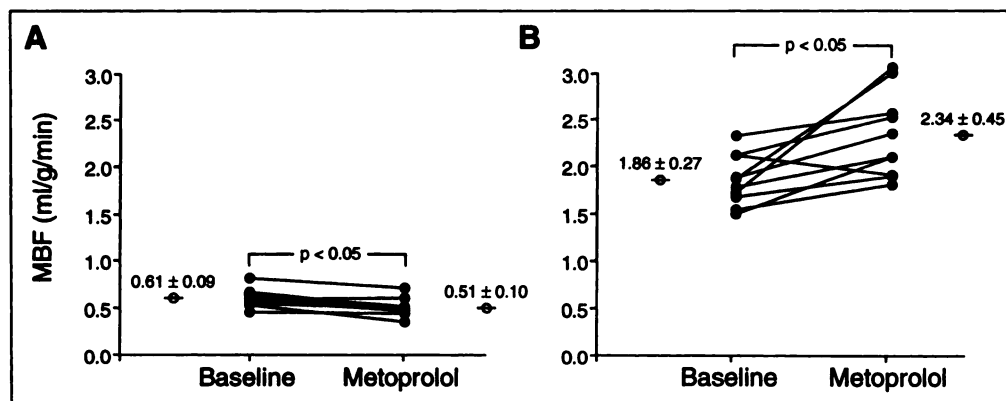 A
B
MBF (ml/g/min)
3.0
2.5
2.0
1.5
1.0
0.5
0.0
p < 0.05
0.61 ± 0.09
0.51 ± 0.10
Baseline Metoprolol
p < 0.05
3.0
2.5
2.0
1.5
1.0
0.5
0.0
1.86 ± 0.27
2.34 ± 0.45
Baseline Metoprolol